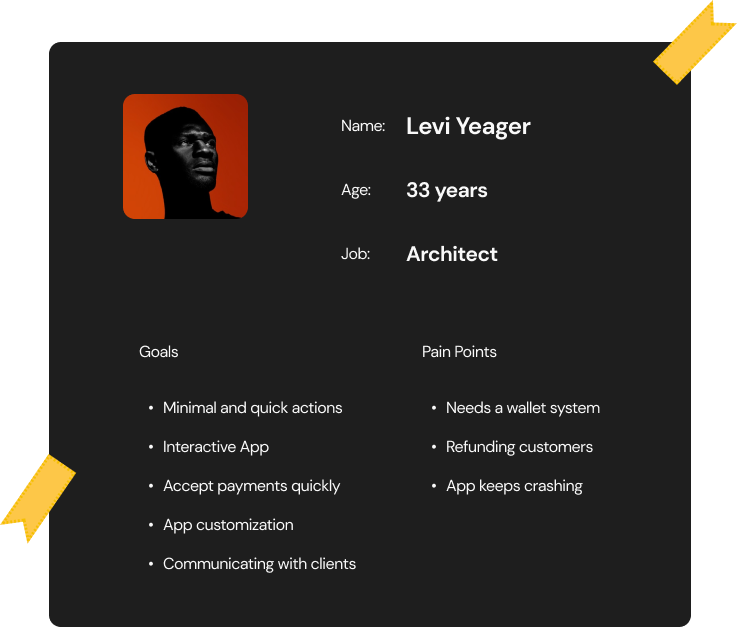 Name: Levi Yeager
Age: 33 years
Job: Architect
Goals
• Minimal and quick actions
• Interactive App
• Accept payments quickly
• App customization
• Communicating with clients
Pain Points
• Needs a wallet system
• Refunding customers
• App keeps crashing